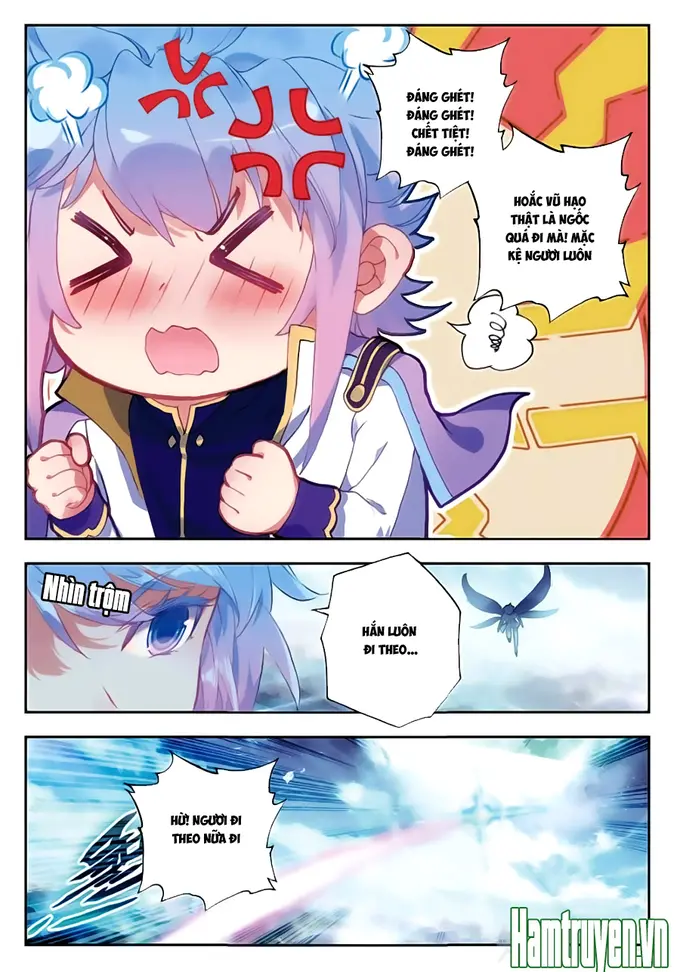 ĐÁNG GHÉT!
ĐÁNG GHÉT!
CHẾT TIỆT!
ĐÁNG GHÉT!
HOẮC VŨ HẠO
THẬT LÀ NGỐC
QUÁ ĐI MÀ! MẶC
KỆ NGƯƠI LUÔN
Nhìn trộm
HẮN LUÔN
ĐI THEO...
HỪ! NGƯƠI ĐI
THEO NỮA ĐI
Hamtruyen.vn